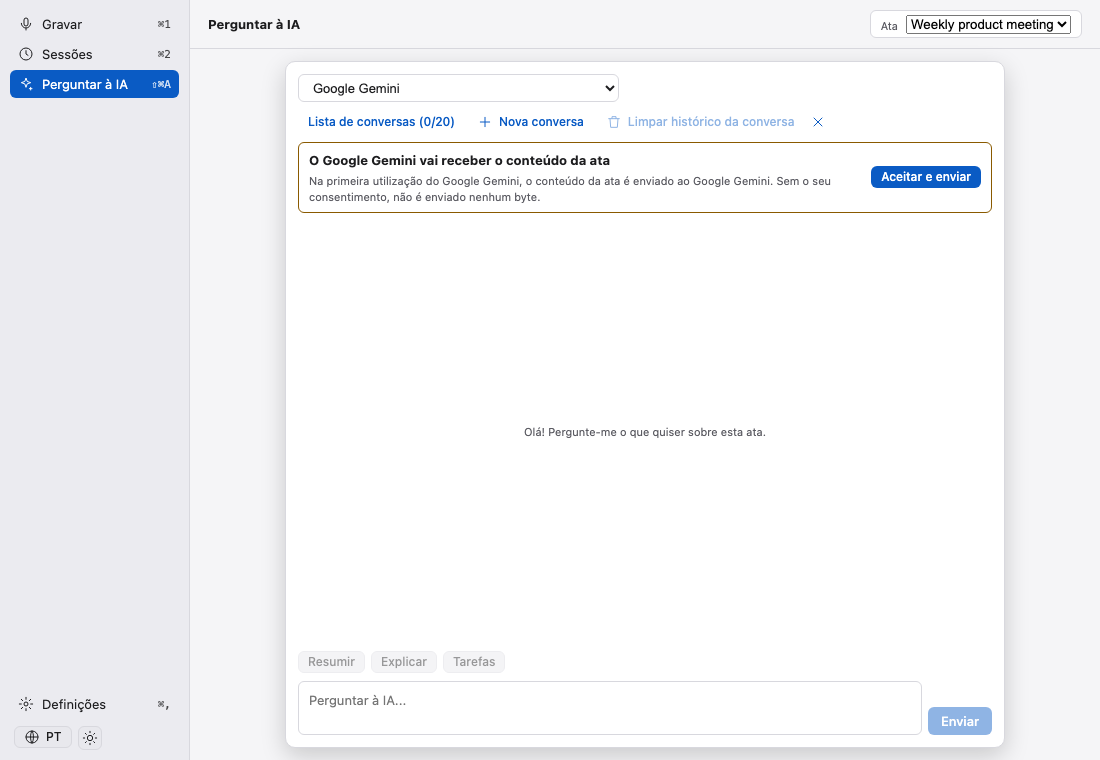 Gravar ⌘1
Sessões ⌘2
Perguntar à IA ⇧⌘A
Perguntar à IA
Ata Weekly product meeting
Google Gemini
Lista de conversas (0/20) Nova conversa Limpar histórico da conversa
O Google Gemini vai receber o conteúdo da ata
Na primeira utilização do Google Gemini, o conteúdo da ata é enviado ao Google Gemini. Sem o seu
consentimento, não é enviado nenhum byte.
Aceitar e enviar
Olá! Pergunte-me o que quiser sobre esta ata.
Resumir Explicar Tarefas
Perguntar à IA...
Enviar
Definições ⌘,
PT